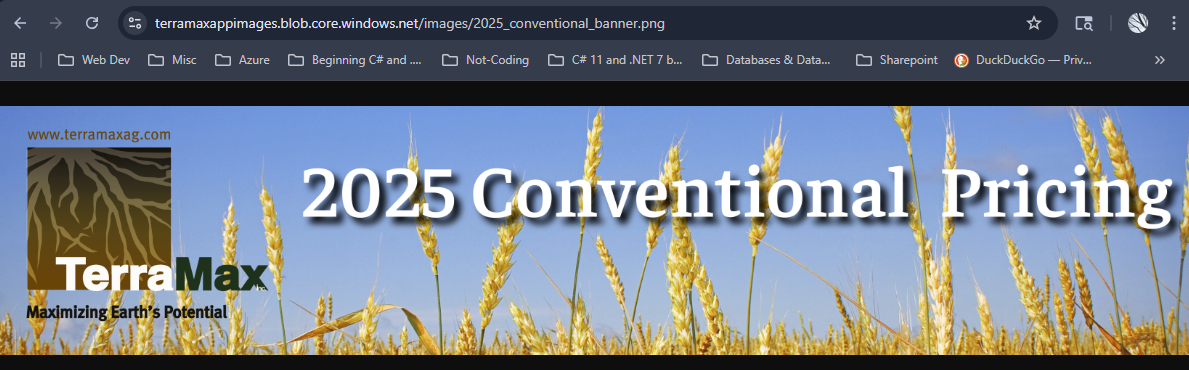 terramaxappimages.blob.core.windows.net/images/2025_conventional_banner.png
Web Dev Misc Azure Beginning C# and .... Not-Coding C# 11 and .NET 7 b... Databases & Data... Sharepoint DuckDuckGo — Priv...
www.terramaxag.com
2025 Conventional Pricing
TerraMax Inc.
Maximizing Earth's Potential